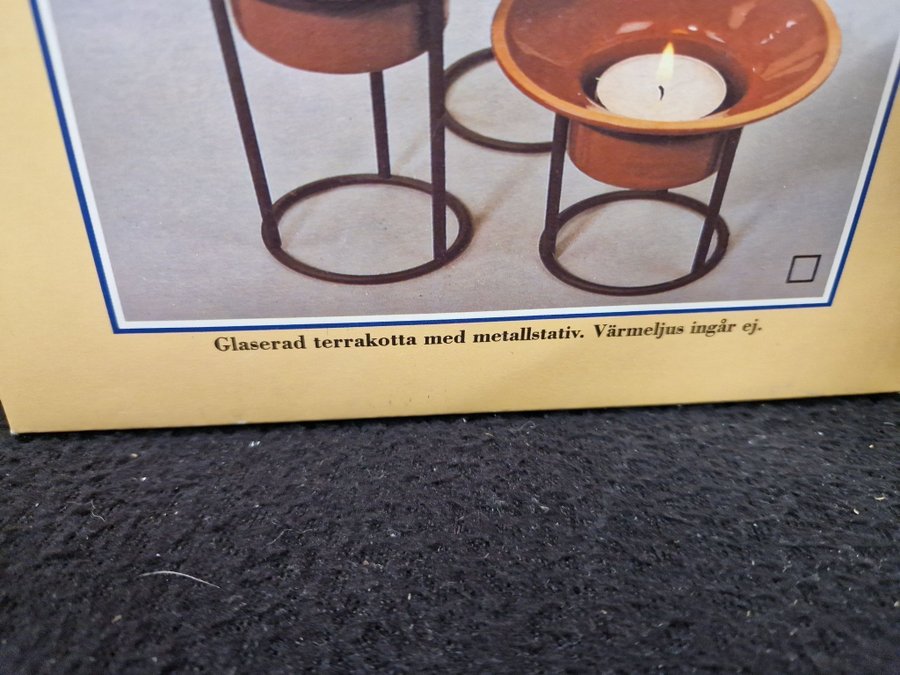 Glaserad terrakotta med metallstativ. Värmeljus ingår ej.